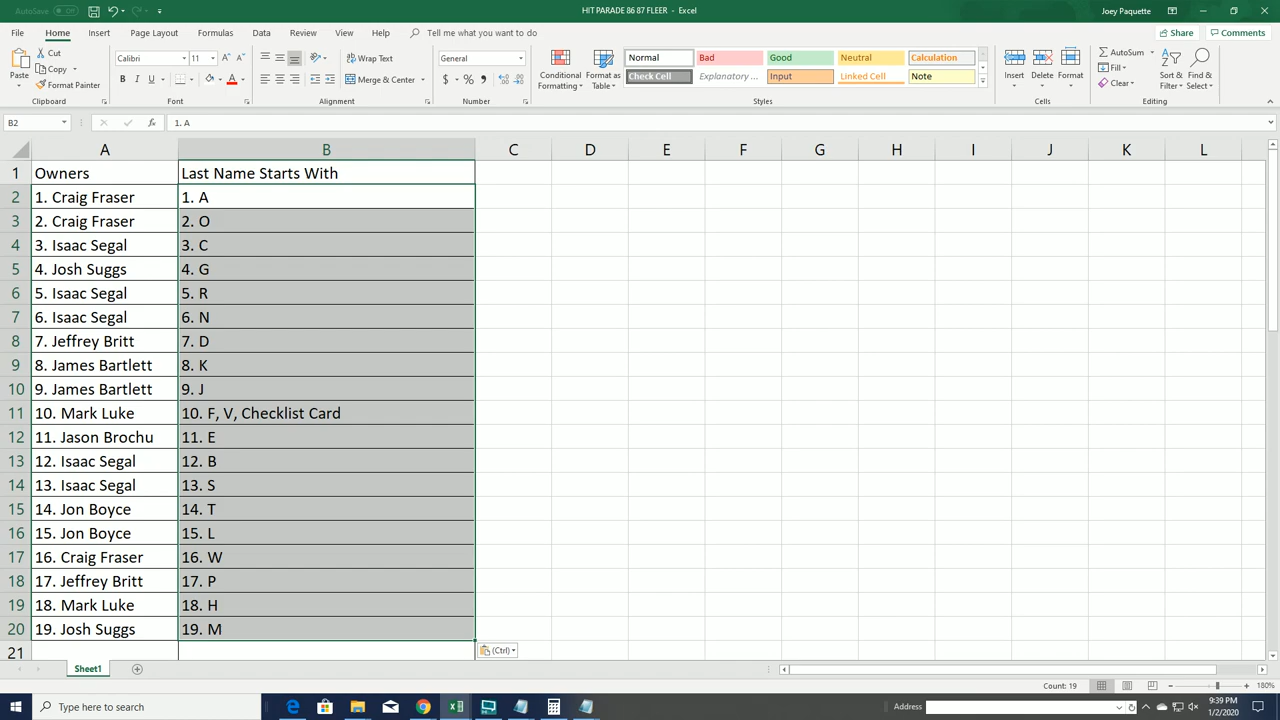 AutoSave Off
HIT PARADE 86 87 FLEER - Excel
Joey Paquette
File Home Insert Page Layout Formulas Data Review View Help Tell me what you want to do
Share Comments
Paste
Cut
Copy
Format Painter
Clipboard
Calibri 11
B I U
Font
Wrap Text
Merge & Center
Alignment
General
$ % ,
Number
Conditional Formatting
Format as Table
Normal Bad Good Neutral Calculation
Check Cell Explanatory ... Input Linked Cell Note
Styles
Insert Delete Format
Cells
AutoSum
Fill
Clear
Sort & Filter
Find & Select
Editing
B2 fx 1. A
A B C D E F G H I J K L
1 Owners Last Name Starts With
2 1. Craig Fraser 1. A
3 2. Craig Fraser 2. O
4 3. Isaac Segal 3. C
5 4. Josh Suggs 4. G
6 5. Isaac Segal 5. R
7 6. Isaac Segal 6. N
8 7. Jeffrey Britt 7. D
9 8. James Bartlett 8. K
10 9. James Bartlett 9. J
11 10. Mark Luke 10. F, V, Checklist Card
12 11. Jason Brochu 11. E
13 12. Isaac Segal 12. B
14 13. Isaac Segal 13. S
15 14. Jon Boyce 14. T
16 15. Jon Boyce 15. L
17 16. Craig Fraser 16. W
18 17. Jeffrey Britt 17. P
19 18. Mark Luke 18. H
20 19. Josh Suggs 19. M
21
(Ctrl)
Sheet1
Count: 19
180%
Type here to search
Address
9:39 PM
1/2/2020